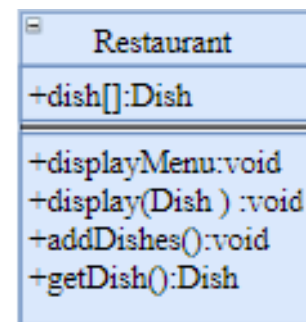 Restaurant
+dish[]:Dish
+displayMenu:void
+display(Dish ) :void
+addDishes():void
+getDish():Dish